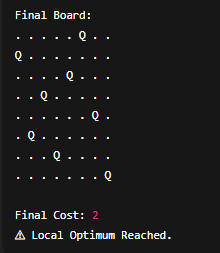 Final Board:
. . . . . Q . .
Q . . . . . . .
. . . . Q . . .
. . Q . . . . .
. . . . . . Q .
. Q . . . . . .
. . . Q . . . .
. . . . . . . Q
Final Cost: 2
⚠ Local Optimum Reached.